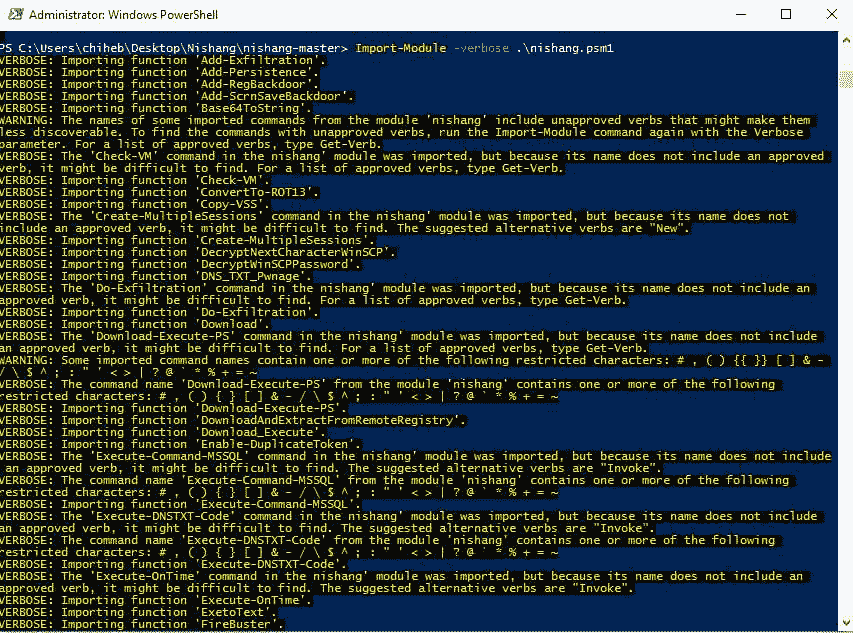 Administrator: Windows PowerShell
PS C:\Users\chiheb\Desktop\Nishang\nishang-master> Import-Module -verbose .\nishang.psm1
VERBOSE: Importing function 'Add-Exfiltration'.
VERBOSE: Importing function 'Add-Persistence'.
VERBOSE: Importing function 'Add-RegBackdoor'.
VERBOSE: Importing function 'Add-ScrnSaveBackdoor'.
VERBOSE: Importing function 'Base64ToString'.
WARNING: The names of some imported commands from the module 'nishang' include unapproved verbs that might make them
less discoverable. To find the commands with unapproved verbs, run the Import-Module command again with the Verbose
parameter. For a list of approved verbs, type Get-Verb.
VERBOSE: The 'Check-VM' command in the nishang' module was imported, but because its name does not include an approved
verb, it might be difficult to find. For a list of approved verbs, type Get-Verb.
VERBOSE: Importing function 'Check-VM'.
VERBOSE: Importing function 'ConvertTo-ROT13'.
VERBOSE: Importing function 'Copy-VSS'.
VERBOSE: The 'Create-MultipleSessions' command in the nishang' module was imported, but because its name does not
include an approved verb, it might be difficult to find. The suggested alternative verbs are "New".
VERBOSE: Importing function 'Create-MultipleSessions'.
VERBOSE: Importing function 'DecryptNextCharacterWinSCP'.
VERBOSE: Importing function 'DecryptWinSCPPassword'.
VERBOSE: Importing function 'DNS_TXT_Pwnage'.
VERBOSE: The 'Do-Exfiltration' command in the nishang' module was imported, but because its name does not include an
approved verb, it might be difficult to find. For a list of approved verbs, type Get-Verb.
VERBOSE: Importing function 'Do-Exfiltration'.
VERBOSE: Importing function 'Download'.
VERBOSE: The 'Download-Execute-PS' command in the nishang' module was imported, but because its name does not include
an approved verb, it might be difficult to find. For a list of approved verbs, type Get-Verb.
WARNING: Some imported command names contain one or more of the following restricted characters: # , ( ) {{ }} [ ] & -
/ \ $ ^ ; : " ' < > | ? @ ` * % + = ~
VERBOSE: The command name 'Download-Execute-PS' from the module 'nishang' contains one or more of the following
restricted characters: # , ( ) { } [ ] & - / \ $ ^ ; : " ' < > | ? @ ` * % + = ~
VERBOSE: Importing function 'Download-Execute-PS'.
VERBOSE: Importing function 'DownloadAndExtractFromRemoteRegistry'.
VERBOSE: Importing function 'Download_Execute'.
VERBOSE: Importing function 'Enable-DuplicateToken'.
VERBOSE: The 'Execute-Command-MSSQL' command in the nishang' module was imported, but because its name does not include
an approved verb, it might be difficult to find. The suggested alternative verbs are "Invoke".
VERBOSE: The command name 'Execute-Command-MSSQL' from the module 'nishang' contains one or more of the following
restricted characters: # , ( ) { } [ ] & - / \ $ ^ ; : " ' < > | ? @ ` * % + = ~
VERBOSE: Importing function 'Execute-Command-MSSQL'.
VERBOSE: The 'Execute-DNSTXT-Code' command in the nishang' module was imported, but because its name does not include
an approved verb, it might be difficult to find. The suggested alternative verbs are "Invoke".
VERBOSE: The command name 'Execute-DNSTXT-Code' from the module 'nishang' contains one or more of the following
restricted characters: # , ( ) { } [ ] & - / \ $ ^ ; : " ' < > | ? @ ` * % + = ~
VERBOSE: Importing function 'Execute-DNSTXT-Code'.
VERBOSE: The 'Execute-OnTime' command in the nishang' module was imported, but because its name does not include an
approved verb, it might be difficult to find. The suggested alternative verbs are "Invoke".
VERBOSE: Importing function 'Execute-OnTime'.
VERBOSE: Importing function 'ExetoText'.
VERBOSE: Importing function 'FireBuster'.